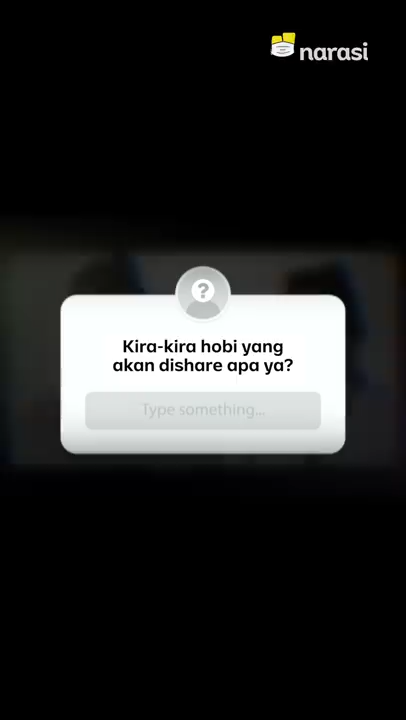 narasi
?
Kira-kira hobi yang
akan dishare apa ya?
Type something...